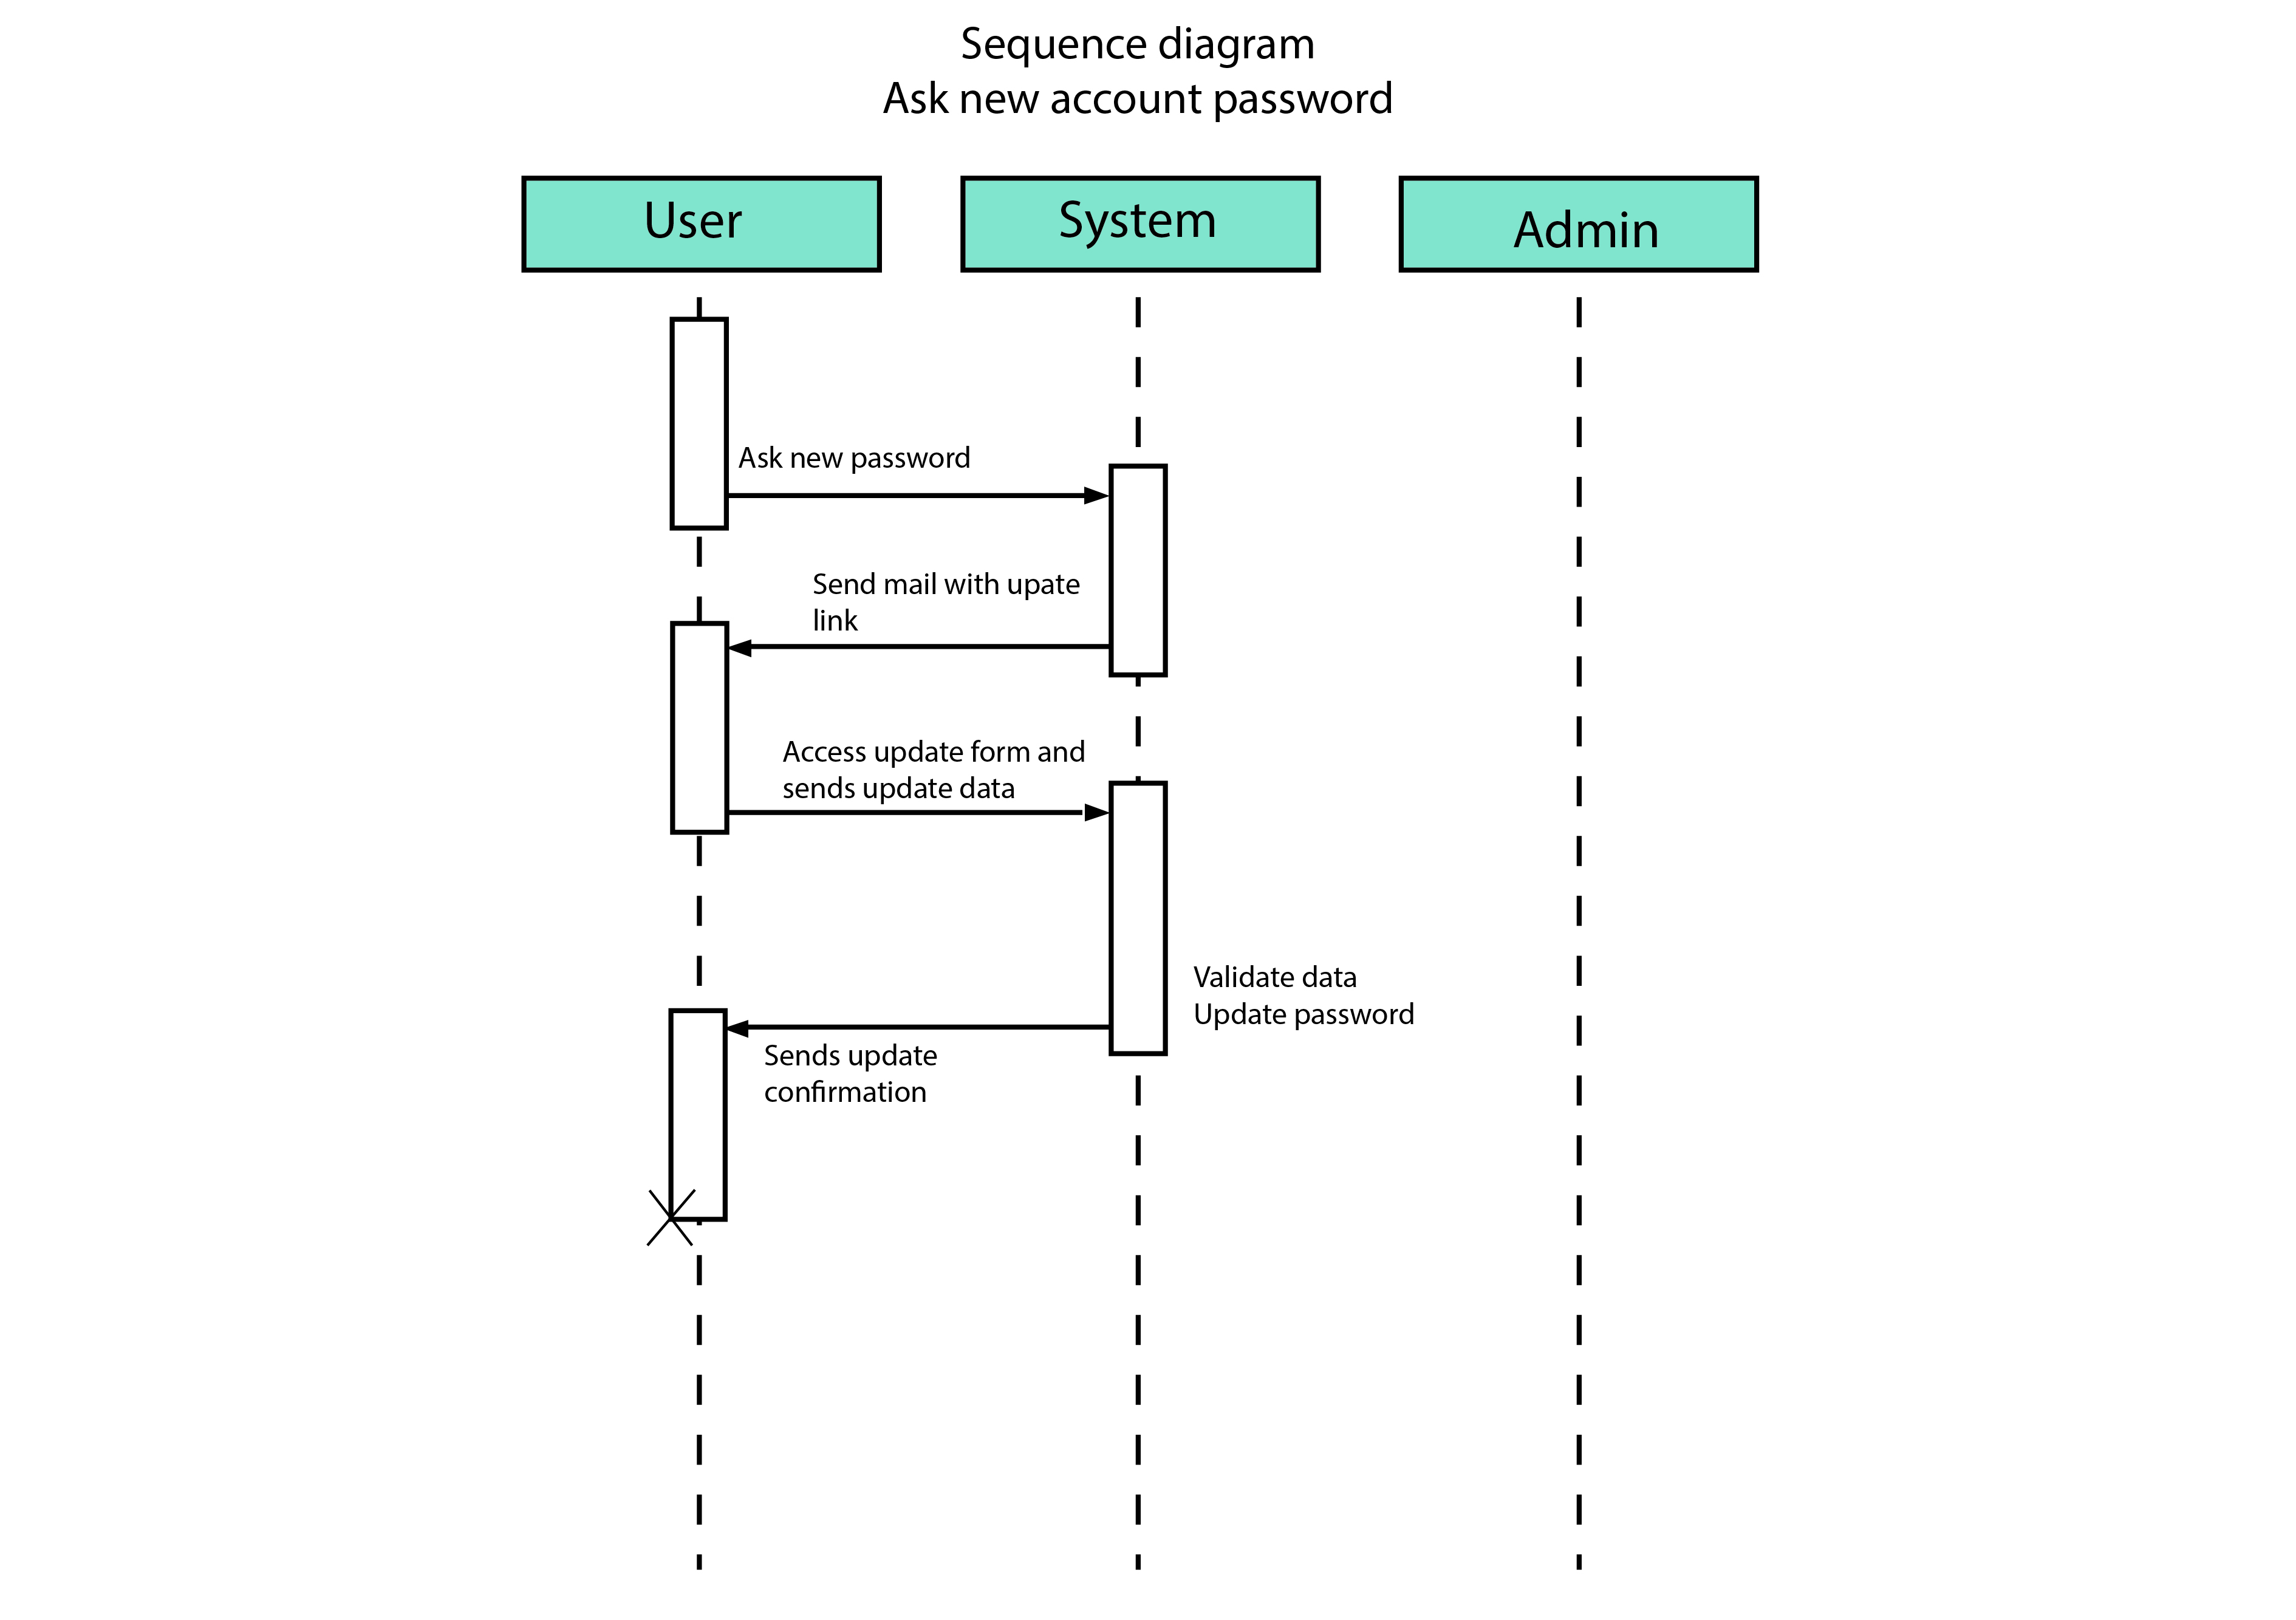 Sequence diagram
Ask new account password
User
System
Admin
Ask new password
Send mail with upate
link
Access update form and
sends update data
Validate data
Update password
Sends update
confirmation